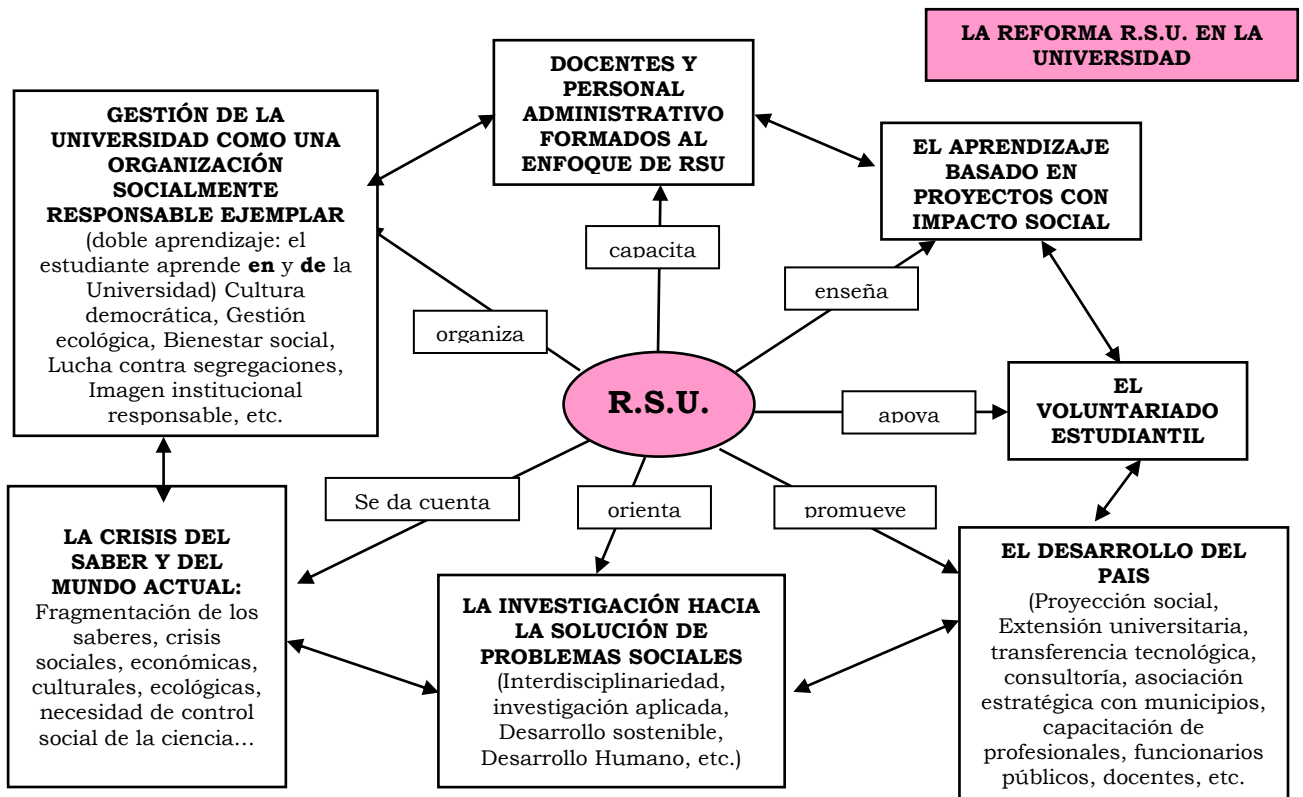 LA REFORMA R.S.U. EN LA
UNIVERSIDAD
DOCENTES Y
PERSONAL
ADMINISTRATIVO
FORMADOS AL
ENFOQUE DE RSU
GESTIÓN DE LA
UNIVERSIDAD COMO UNA
ORGANIZACIÓN
SOCIALMENTE
RESPONSABLE EJEMPLAR
(doble aprendizaje: el
estudiante aprende en y de la
Universidad) Cultura
democrática, Gestión
ecológica, Bienestar social,
Lucha contra segregaciones,
Imagen institucional
responsable, etc.
EL APRENDIZAJE
BASADO EN
PROYECTOS CON
IMPACTO SOCIAL
capacita
enseña
organiza
R.S.U.
apoya
EL
VOLUNTARIADO
ESTUDIANTIL
Se da cuenta
orienta
promueve
LA CRISIS DEL
SABER Y DEL
MUNDO ACTUAL:
Fragmentación de los
saberes, crisis
sociales, económicas,
culturales, ecológicas,
necesidad de control
social de la ciencia…
LA INVESTIGACIÓN HACIA
LA SOLUCIÓN DE
PROBLEMAS SOCIALES
(Interdisciplinariedad,
investigación aplicada,
Desarrollo sostenible,
Desarrollo Humano, etc.)
EL DESARROLLO DEL
PAIS
(Proyección social,
Extensión universitaria,
transferencia tecnológica,
consultoría, asociación
estratégica con municipios,
capacitación de
profesionales, funcionarios
públicos, docentes, etc.